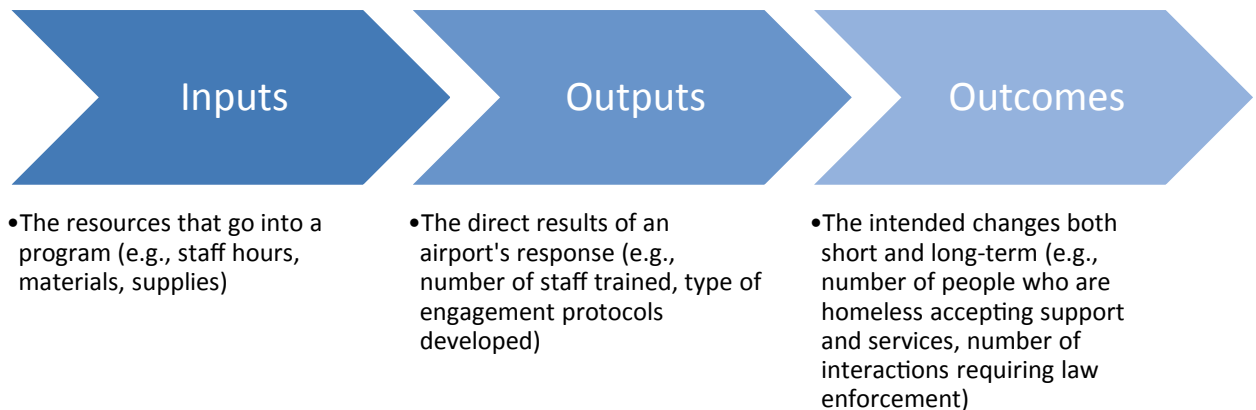 Inputs
Outputs
Outcomes
•The resources that go into a
program (e.g., staff hours,
materials, supplies)
•The direct results of an
airport's response (e.g.,
number of staff trained, type of
engagement protocols
developed)
•The intended changes both
short and long-term (e.g.,
number of people who are
homeless accepting support
and services, number of
interactions requiring law
enforcement)